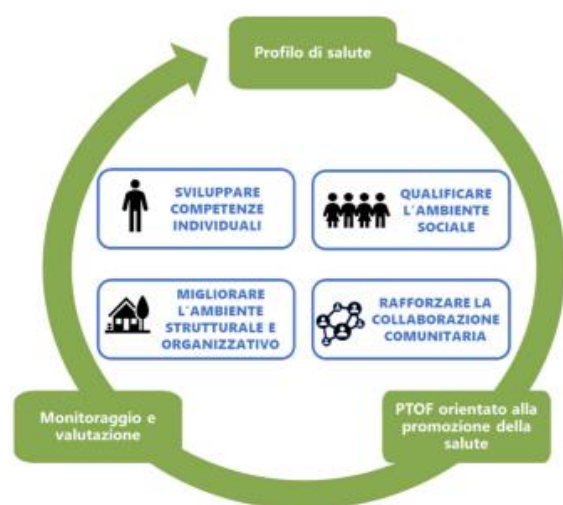 Profilo di salute
SVILUPPARE
COMPETENZE
INDIVIDUALI
QUALIFICARE
L'AMBIENTE
SOCIALE
MIGLIORARE
L'AMBIENTE
STRUTTURALE E
ORGANIZZATIVO
RAFFORZARE LA
COLLABORAZIONE
COMUNITARIA
Monitoraggio e
valutazione
PTOF orientato alla
promozione della
salute